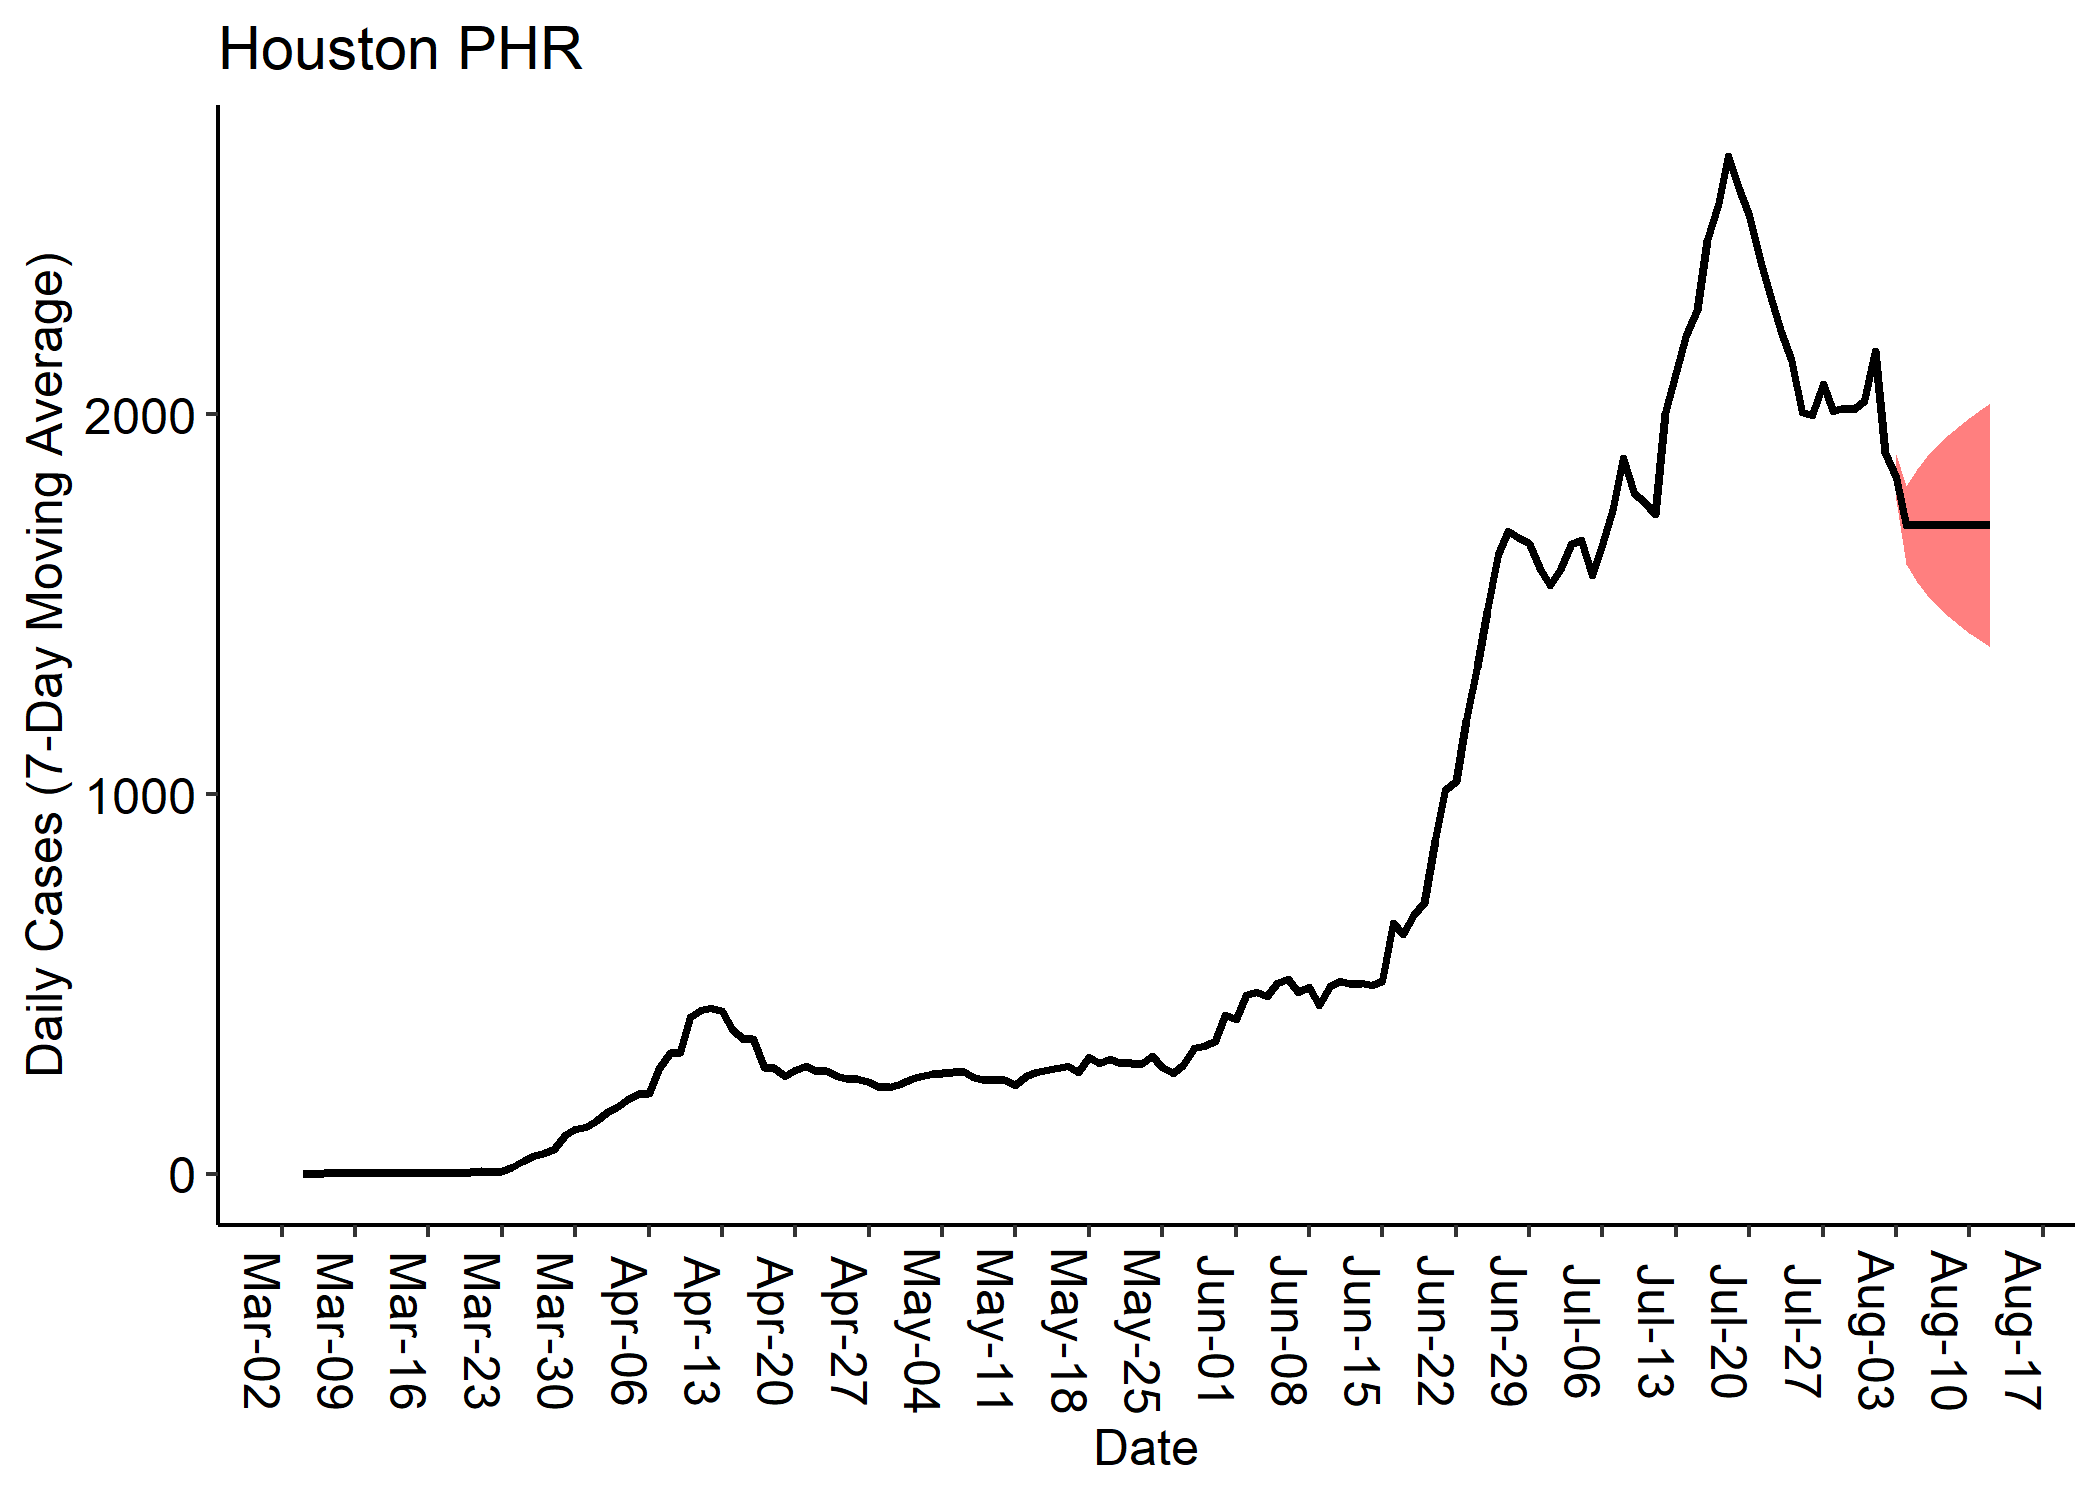 Houston PHR
Daily Cases (7-Day Moving Average)
2000
1000
0
Mar-02
Mar-09
Mar-16
Mar-23
Mar-30
Apr-06
Apr-13
Apr-20
Apr-27
May-04
May-11
May-18
May-25
Jun-01
Jun-08
Jun-15
Jun-22
Jun-29
Jul-06
Jul-13
Jul-20
Jul-27
Aug-03
Aug-10
Aug-17
Date